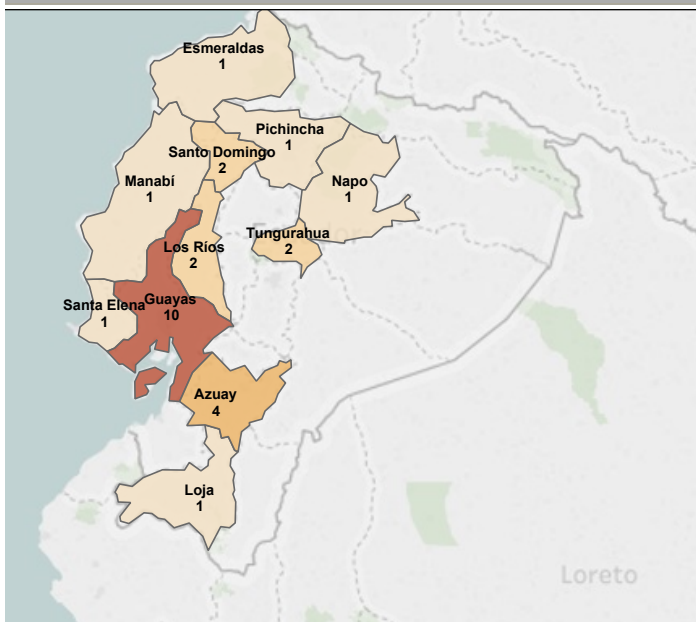 Esmeraldas
1
Pichincha
1
Santo Domingo
2
Manabí
1
Napo
1
Tungurahua
2
Los Ríos
2
Santa Elena
1
Guayas
10
Azuay
4
Loja
1
Loreto